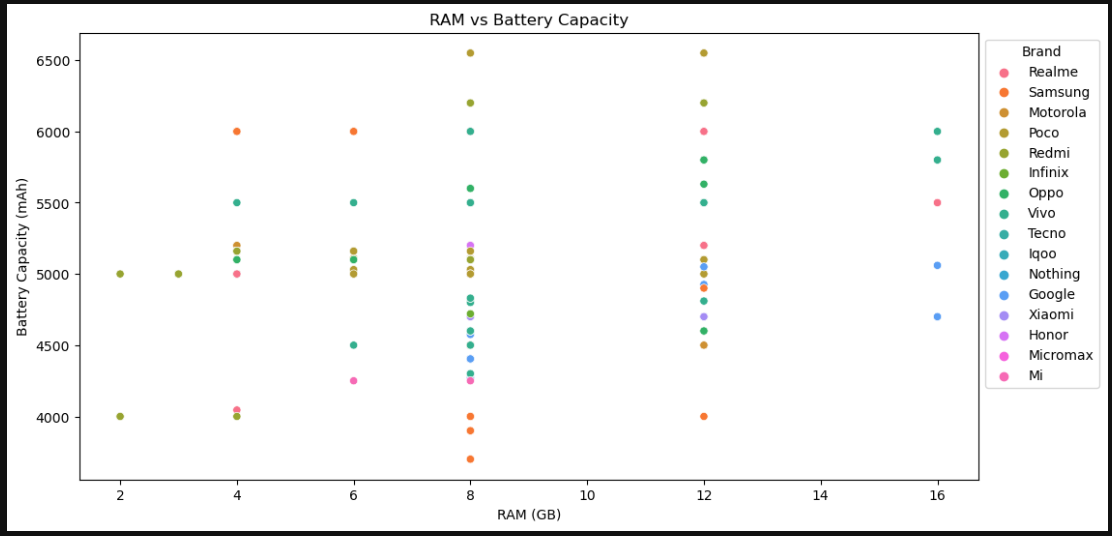 RAM vs Battery Capacity
Battery Capacity (mAh)
6500
6000
5500
5000
4500
4000
2 4 6 8 10 12 14 16
RAM (GB)
Brand
Realme
Samsung
Motorola
Poco
Redmi
Infinix
Oppo
Vivo
Tecno
Iqoo
Nothing
Google
Xiaomi
Honor
Micromax
Mi